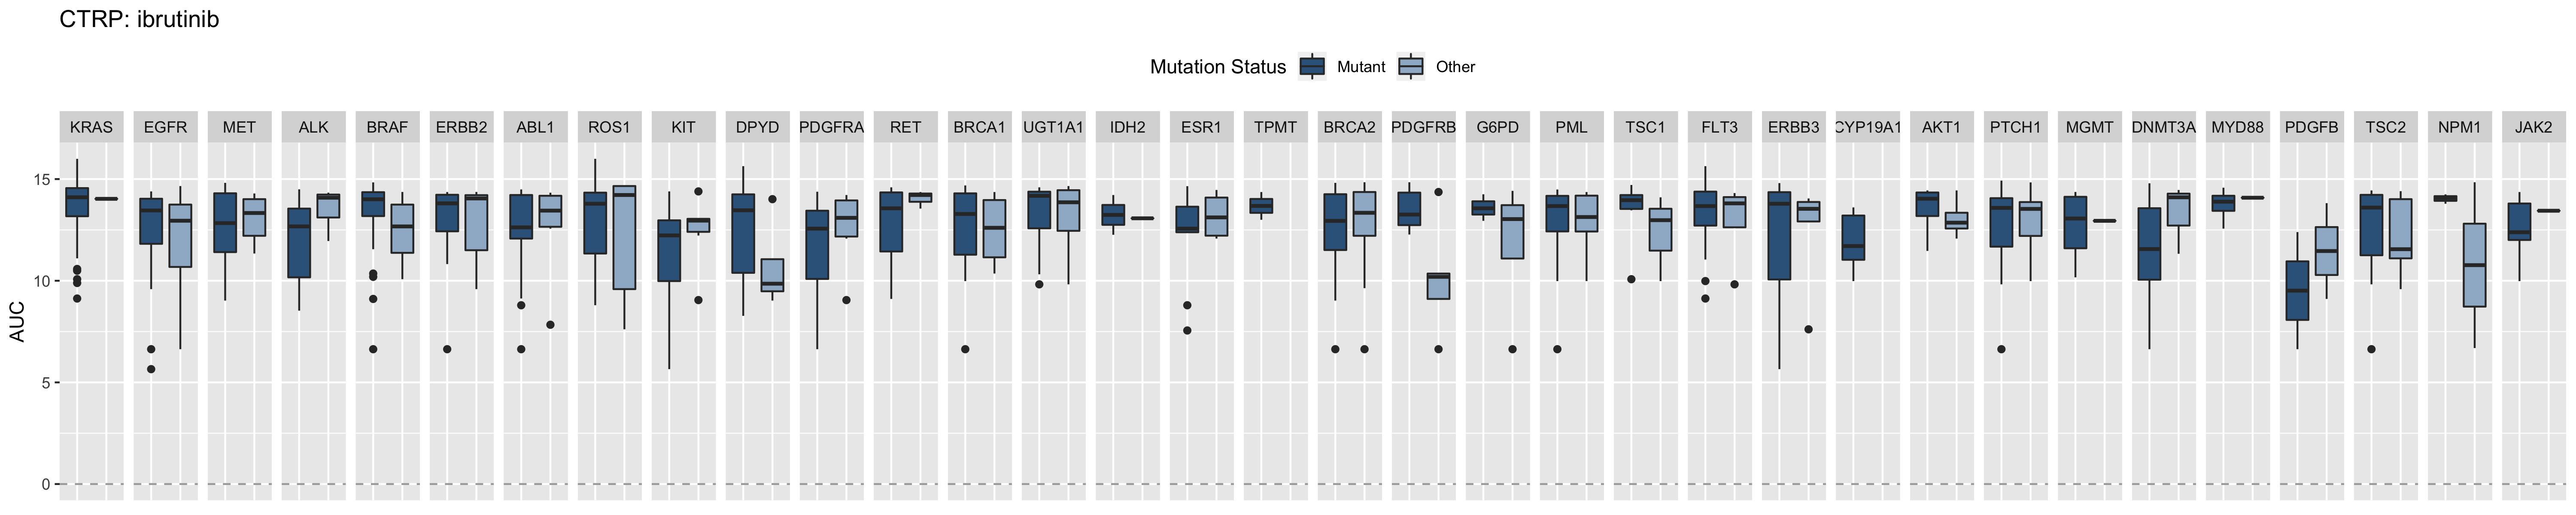 CTRP: ibrutinib
Mutation Status Mutant Other
KRAS EGFR MET ALK BRAF ERBB2 ABL1 ROS1 KIT DPYD PDGFRA RET BRCA1 UGT1A1 IDH2 ESR1 TPMT BRCA2 PDGFRB G6PD PML TSC1 FLT3 ERBB3 CYP19A1 AKT1 PTCH1 MGMT DNMT3A MYD88 PDGFB TSC2 NPM1 JAK2
15
10
5
0
AUC